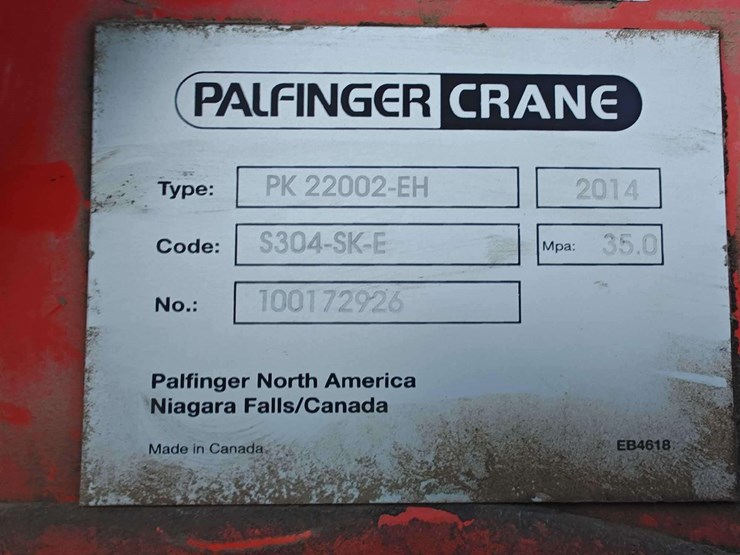 PALFINGER CRANE
Type: PK 22002-EH 2014
Code: S304-SK-E Mpa: 35.0
No.: 100172926
Palfinger North America
Niagara Falls/Canada
Made in Canada EB4618